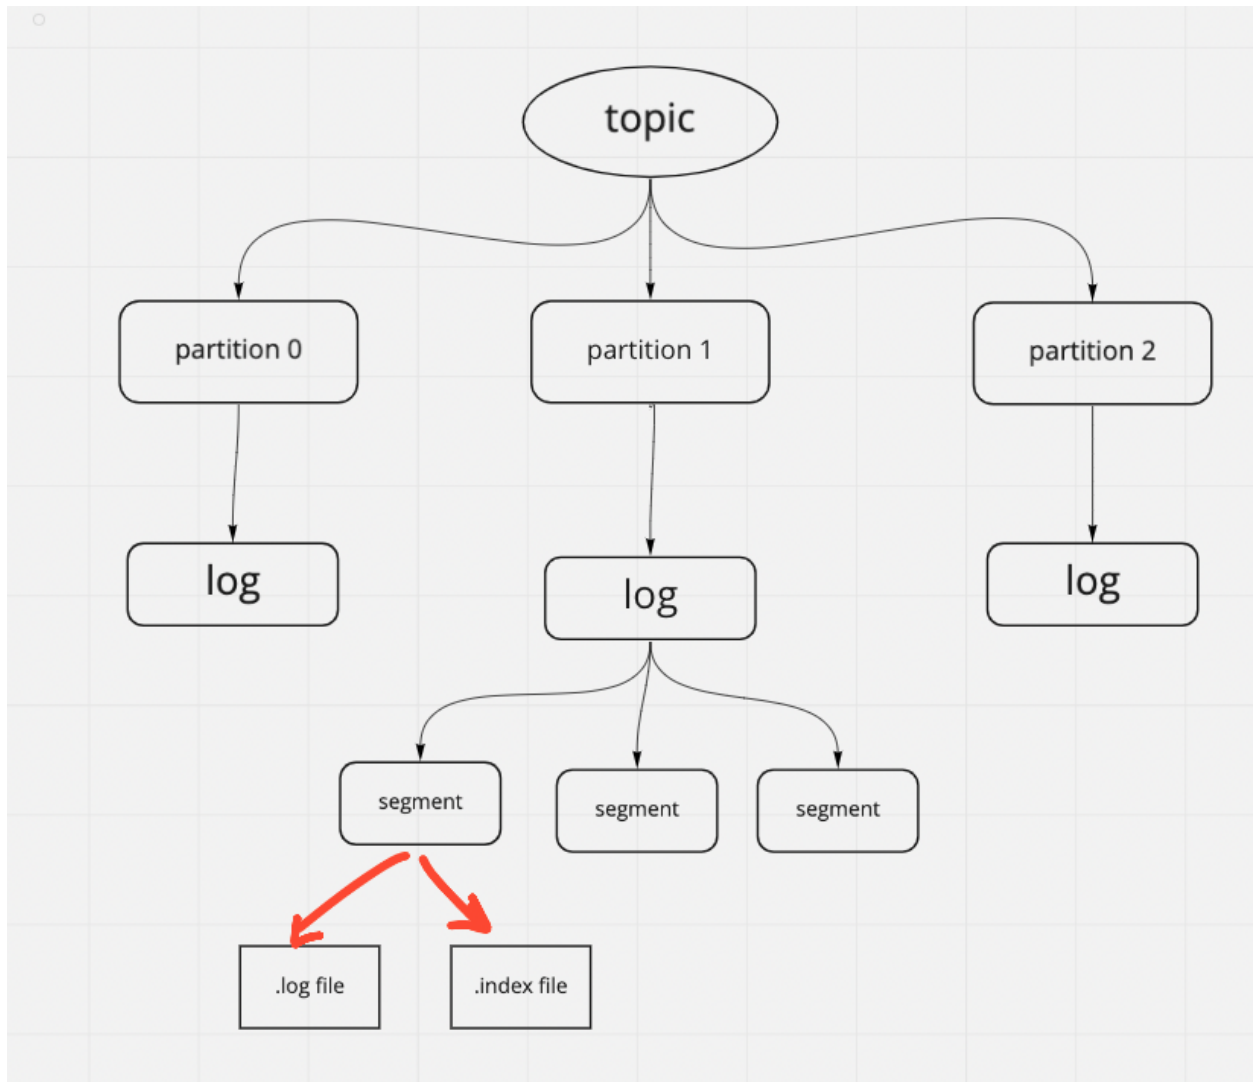 topic
partition 0
partition 1
partition 2
log
log
log
segment
segment
segment
.log file
.index file